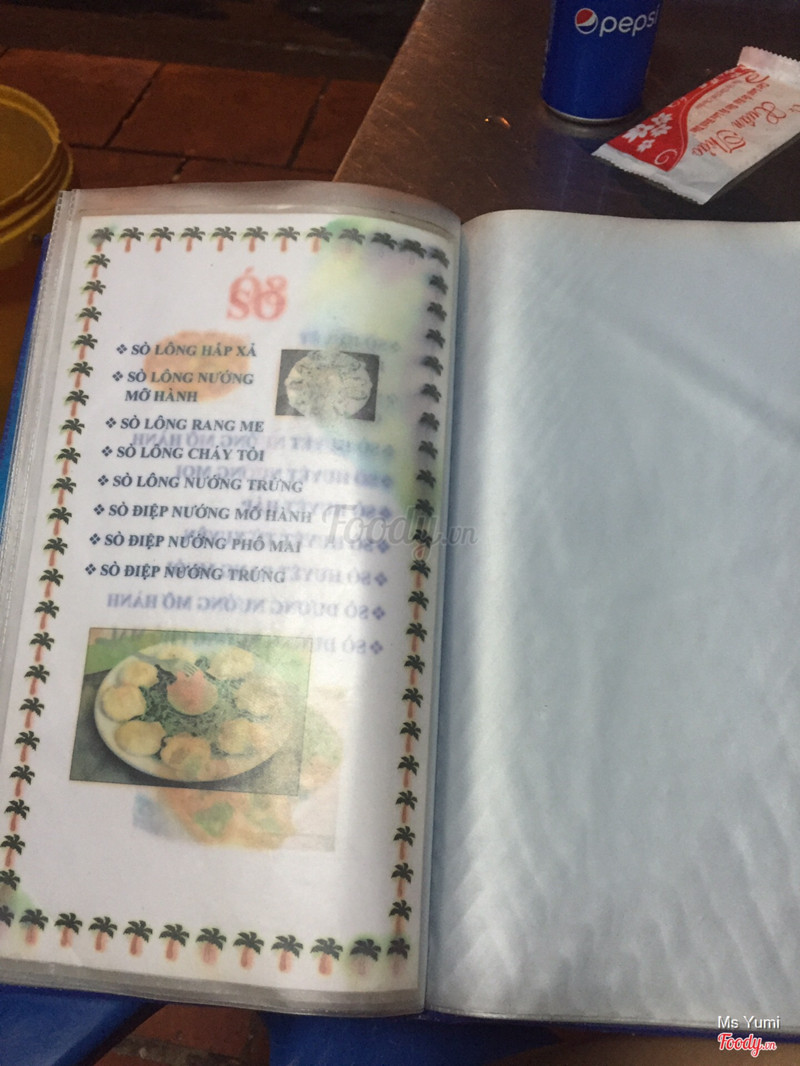 pepsi
Xuân Thảo
SÒ
❖ SÒ LÔNG HẤP XẢ
❖ SÒ LÔNG NƯỚNG
MỠ HÀNH
❖ SÒ LÔNG RANG ME
❖ SÒ LÔNG CHÁY TỎI
❖ SÒ LÔNG NƯỚNG TRỨNG
❖ SÒ ĐIỆP NƯỚNG MỠ HÀNH
❖ SÒ ĐIỆP NƯỚNG PHÔ MAI
❖ SÒ ĐIỆP NƯỚNG TRỨNG
Foody.vn
Ms Yumi
Foody.vn